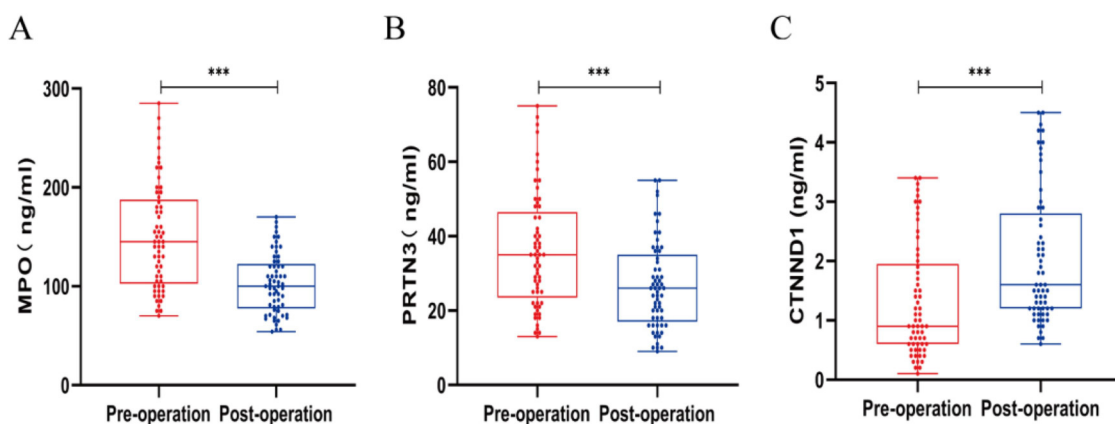 A
B
C
***
***
***
MPO（ ng/ml)
300
200
100
0
Pre-operation Post-operation
PRTN3（ ng/ml)
80
60
40
20
0
Pre-operation Post-operation
CTNND1 (ng/ml)
5
4
3
2
1
0
Pre-operation Post-operation